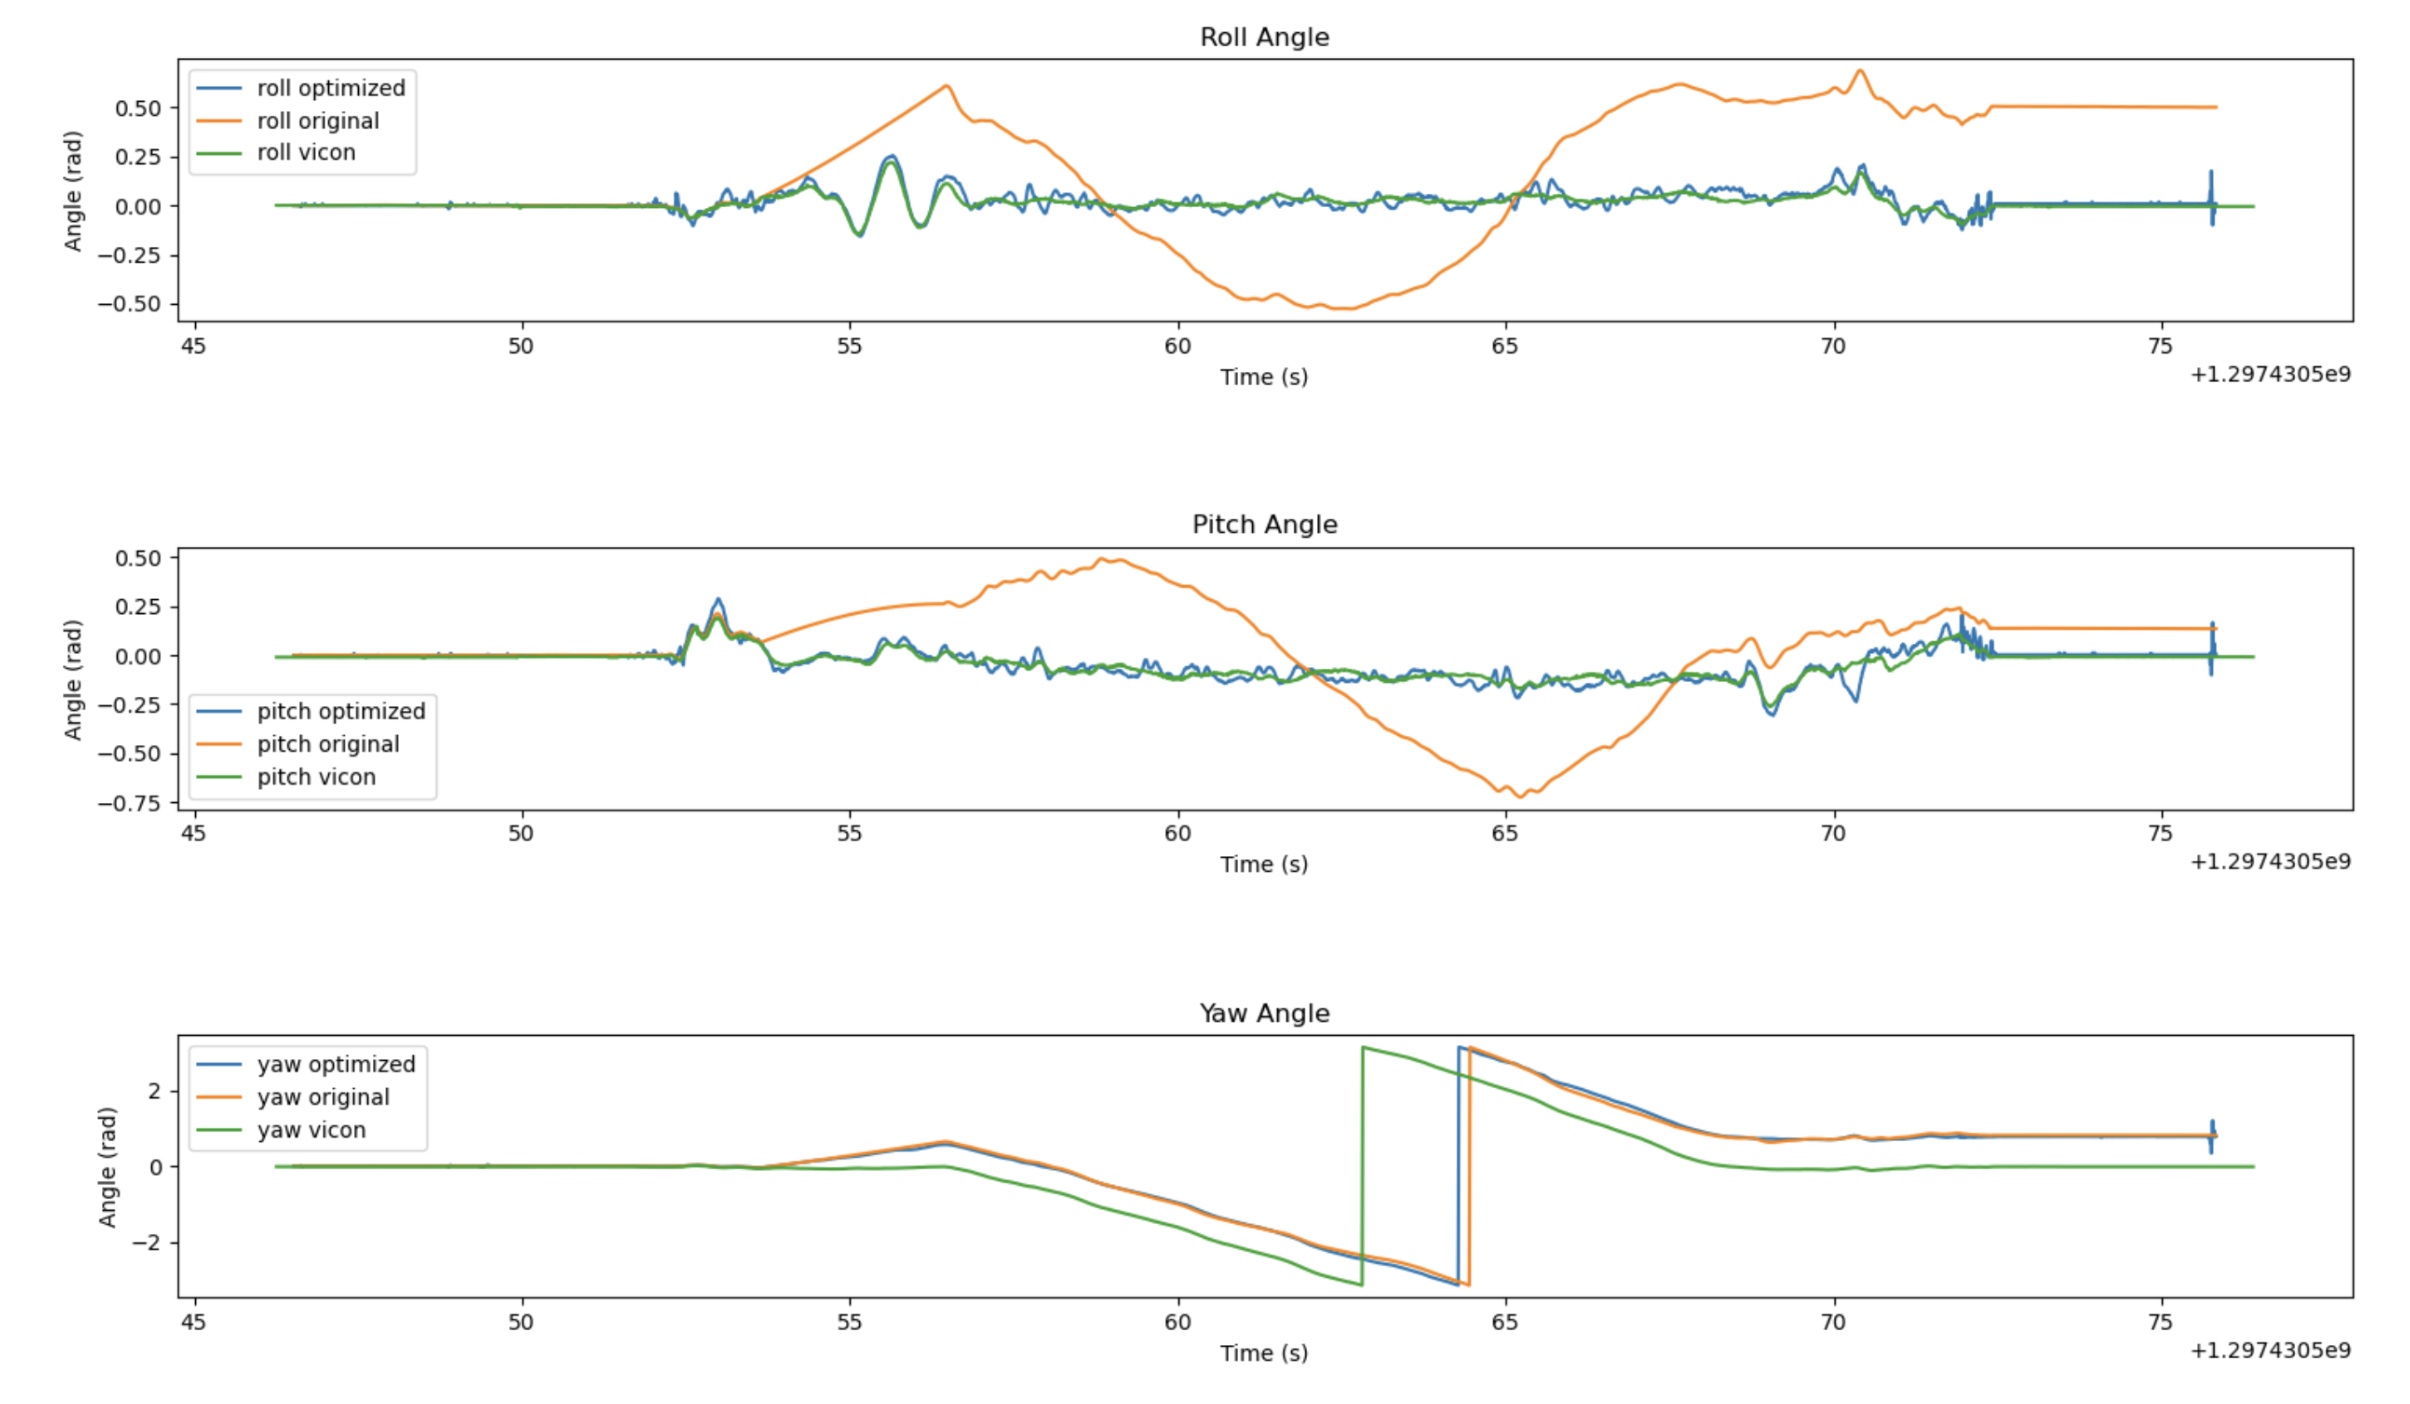 Roll Angle
roll optimized
roll original
roll vicon
Angle (rad)
0.50
0.25
0.00
−0.25
−0.50
45 50 55 60 65 70 75
Time (s)
+1.2974305e9
Pitch Angle
pitch optimized
pitch original
pitch vicon
Angle (rad)
0.50
0.25
0.00
−0.25
−0.50
−0.75
45 50 55 60 65 70 75
Time (s)
+1.2974305e9
Yaw Angle
yaw optimized
yaw original
yaw vicon
Angle (rad)
2
0
−2
45 50 55 60 65 70 75
Time (s)
+1.2974305e9